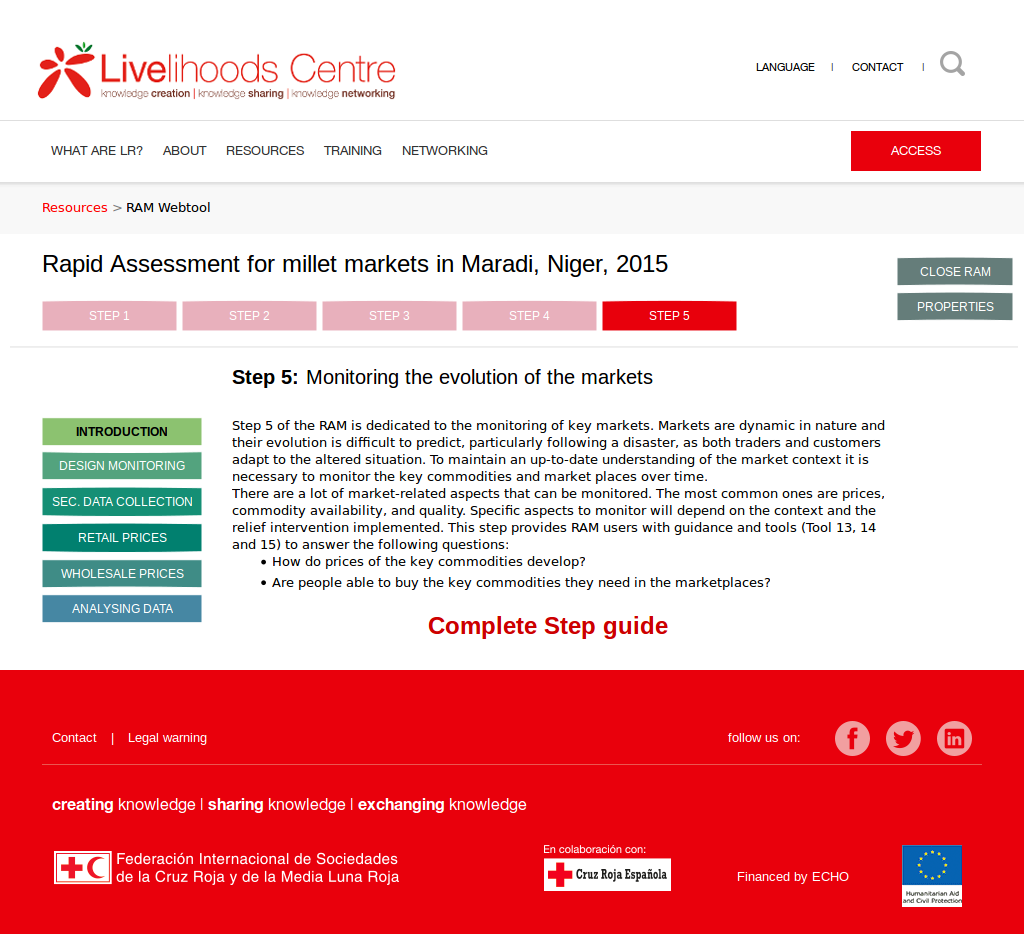 Livelihoods Centre
knowledge creation | knowledge sharing | knowledge networking
LANGUAGE | CONTACT |
WHAT ARE LR? ABOUT RESOURCES TRAINING NETWORKING ACCESS
Resources > RAM Webtool
Rapid Assessment for millet markets in Maradi, Niger, 2015
CLOSE RAM
PROPERTIES
STEP 1 STEP 2 STEP 3 STEP 4 STEP 5
Step 5: Monitoring the evolution of the markets
INTRODUCTION
DESIGN MONITORING
SEC. DATA COLLECTION
RETAIL PRICES
WHOLESALE PRICES
ANALYSING DATA
Step 5 of the RAM is dedicated to the monitoring of key markets. Markets are dynamic in nature and
their evolution is difficult to predict, particularly following a disaster, as both traders and customers
adapt to the altered situation. To maintain an up-to-date understanding of the market context it is
necessary to monitor the key commodities and market places over time.
There are a lot of market-related aspects that can be monitored. The most common ones are prices,
commodity availability, and quality. Specific aspects to monitor will depend on the context and the
relief intervention implemented. This step provides RAM users with guidance and tools (Tool 13, 14
and 15) to answer the following questions:
• How do prices of the key commodities develop?
• Are people able to buy the key commodities they need in the marketplaces?
Complete Step guide
Contact | Legal warning
follow us on:
creating knowledge | sharing knowledge | exchanging knowledge
Federación Internacional de Sociedades
de la Cruz Roja y de la Media Luna Roja
En colaboración con:
Cruz Roja Española
Financed by ECHO
Humanitarian Aid
and Civil Protection